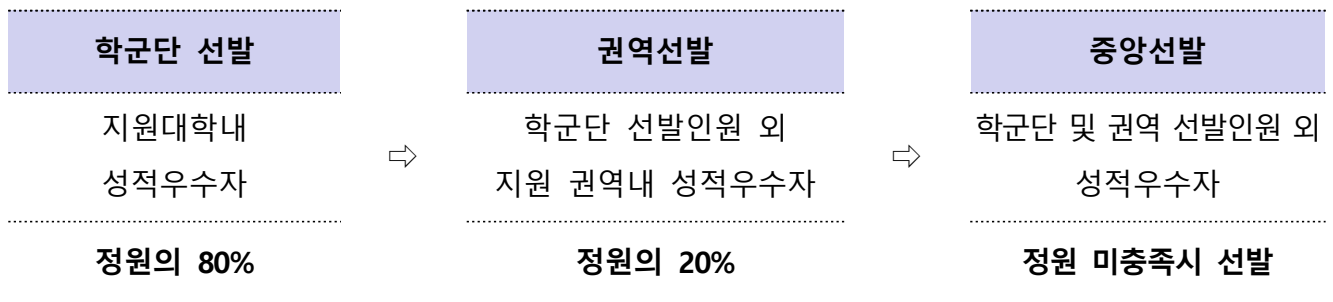 학군단 선발
지원대학내
성적우수자
정원의 80%
⇨
권역선발
학군단 선발인원 외
지원 권역내 성적우수자
정원의 20%
⇨
중앙선발
학군단 및 권역 선발인원 외
성적우수자
정원 미충족시 선발